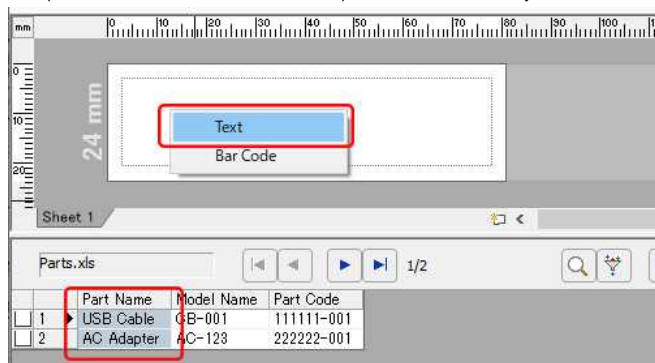 mm 0 10 20 30 40 50 60 70 80 90 100
0
10
20
24 mm
Text
Bar Code
Sheet 1
Parts.xls 1/2
Part Name Model Name Part Code
1 USB Cable GB-001 111111-001
2 AC Adapter AC-123 222222-001